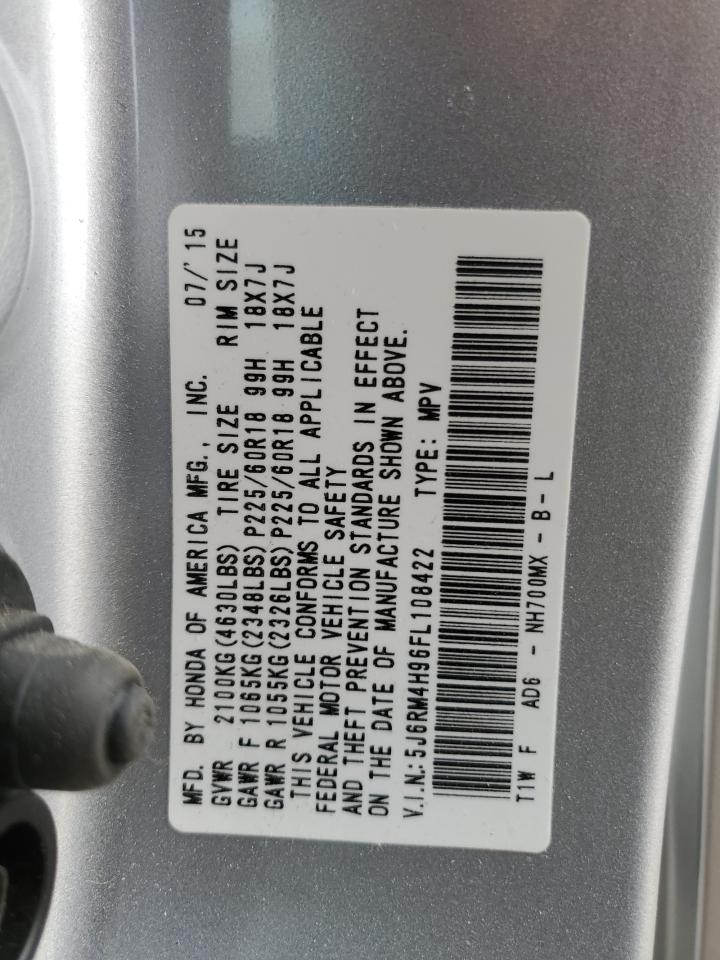 MFD. BY HONDA OF AMERICA MFG., INC. 07/'15
GVWR 2100KG(4630LBS) TIRE SIZE RIM SIZE
GAWR F 1065KG(2348LBS)P225/60R18 99H 18X7J
GAWR R 1055KG(2326LBS)P225/60R18 99H 18X7J
THIS VEHICLE CONFORMS TO ALL APPLICABLE
FEDERAL MOTOR VEHICLE SAFETY
AND THEFT PREVENTION STANDARDS IN EFFECT
ON THE DATE OF MANUFACTURE SHOWN ABOVE.
V.I.N.:5J6RM4H96FL108422 TYPE: MPV
T1W F AD6 - NH700MX - B - L